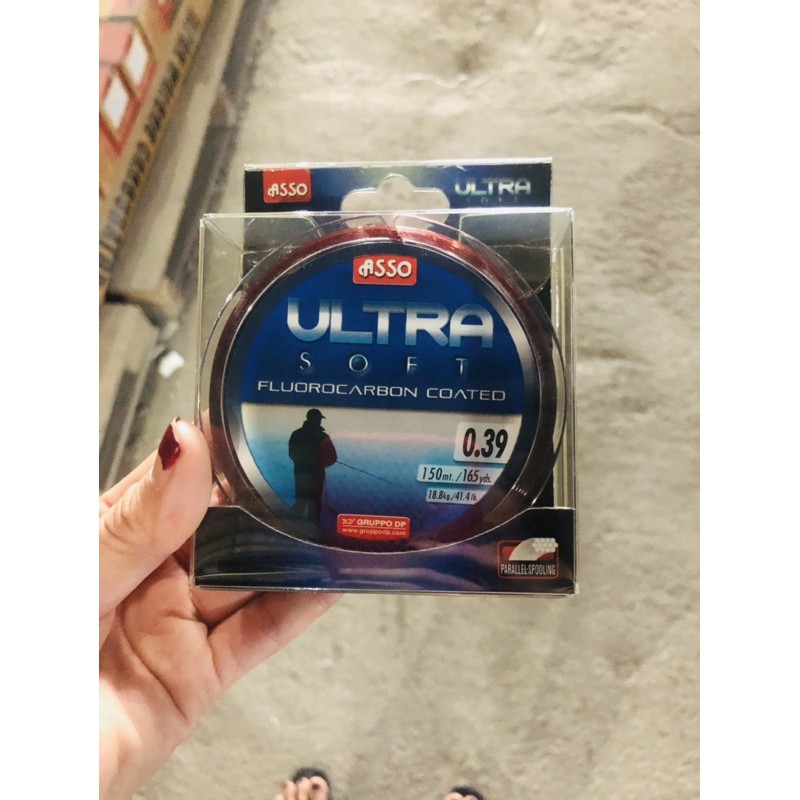 ASSO
ULTRA
SOFT
ASSO
ULTRA
SOFT
FLUOROCARBON COATED
0.39
150mt./165yds.
18.8kg/41.4lb
GRUPPO DP
www.gruppodp.com
PARALLEL-SPOOLING